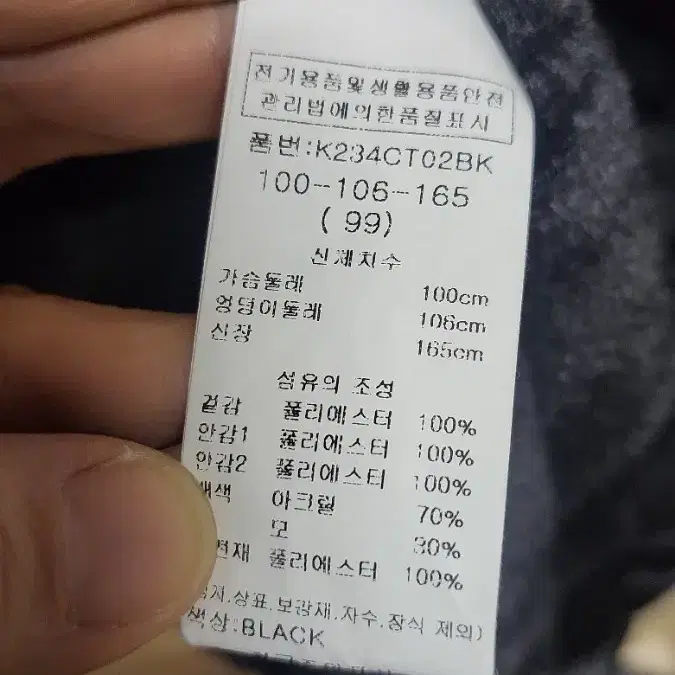 전기용품및생활용품안전
관리법에의한품질표시
품번:K234CT02BK
100-106-165
( 99)
신체치수
가슴둘레 100cm
엉덩이둘레 106cm
신장 165cm
섬유의 조성
겉감 폴리에스터 100%
안감1 폴리에스터 100%
안감2 폴리에스터 100%
배색 아크릴 70%
모 30%
폴리에스터 100%
상표.보강재.자수.장식 제외)
색상:BLACK